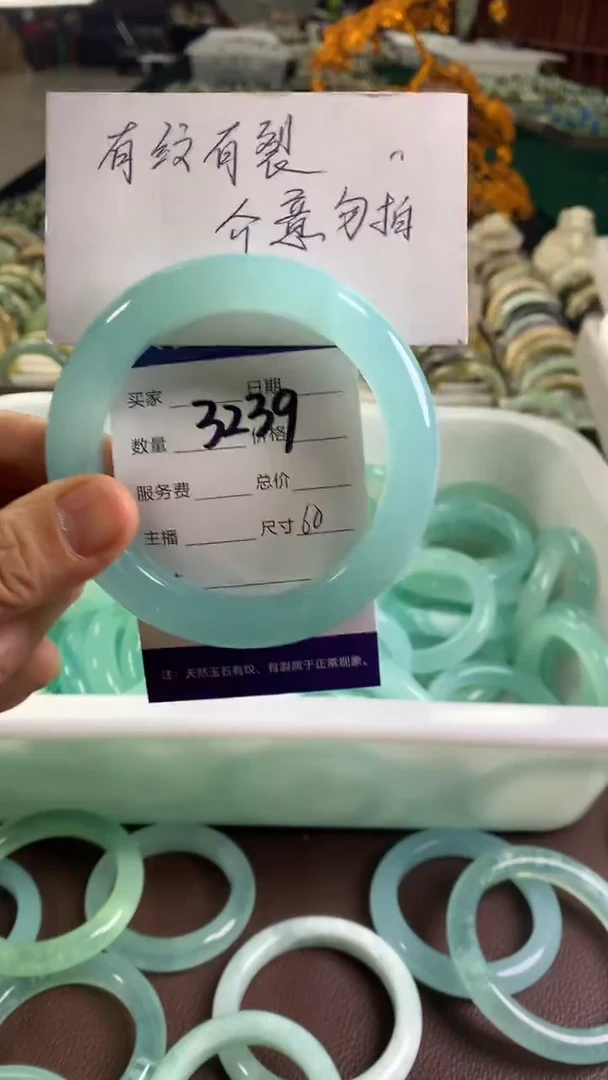 有纹有裂
介意勿拍
买家 日期
3239
数量 价格
服务费 总价
主播 尺寸 60
注：天然玉石有纹、有裂属于正常现象。